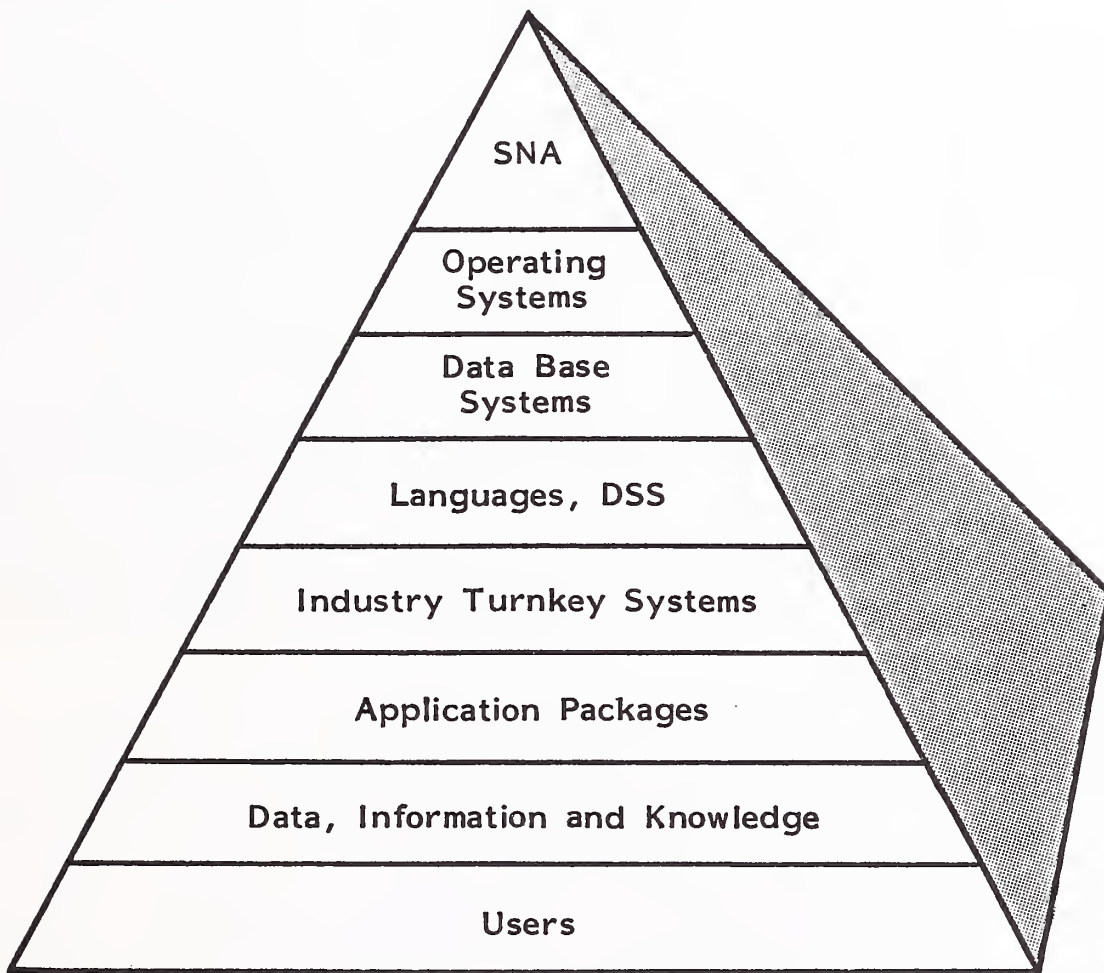 SNA
Operating
Systems
Data Base
Systems
Languages, DSS
Industry Turnkey Systems
Application Packages
Data, Information and Knowledge
Users